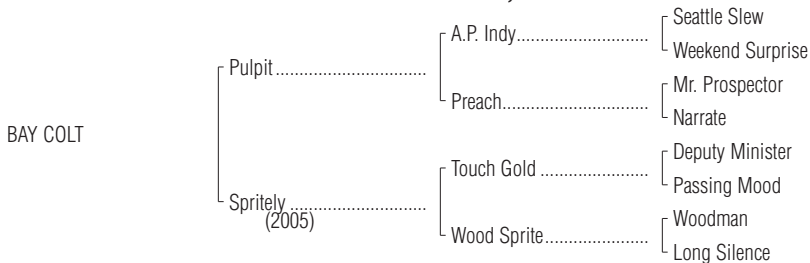 Seattle Slew
A.P. Indy................................
Weekend Surprise
Pulpit ................................
Mr. Prospector
Preach...................................
Narrate
BAY COLT
Deputy Minister
Touch Gold ..........................
Passing Mood
Spritely .............................
(2005)
Woodman
Wood Sprite.........................
Long Silence